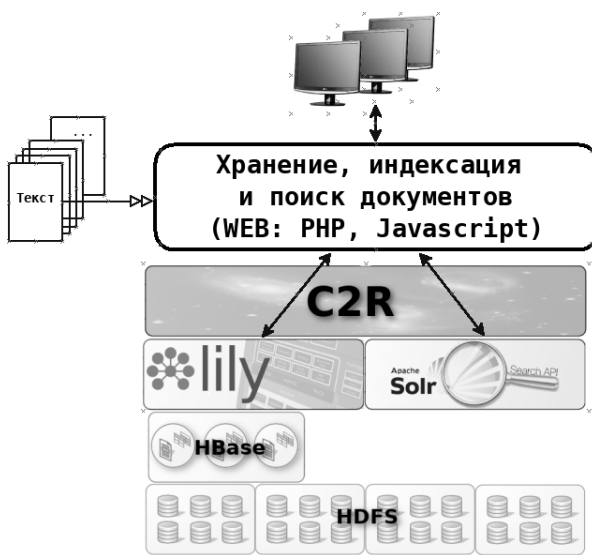 ...
Текст
Хранение, индексация
и поиск документов
(WEB: PHP, Javascript)
C2R
lily
Apache
Solr
Search API
HBase
HDFS